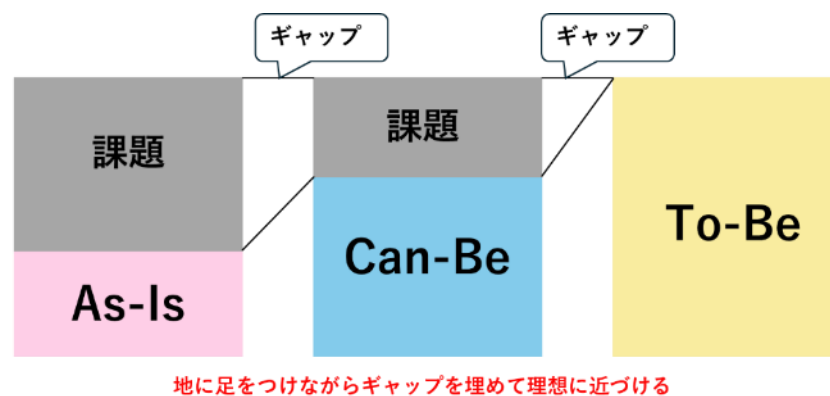 ギャップ
ギャップ
課題
課題
As-Is
Can-Be
To-Be
地に足をつけながらギャップを埋めて理想に近づける